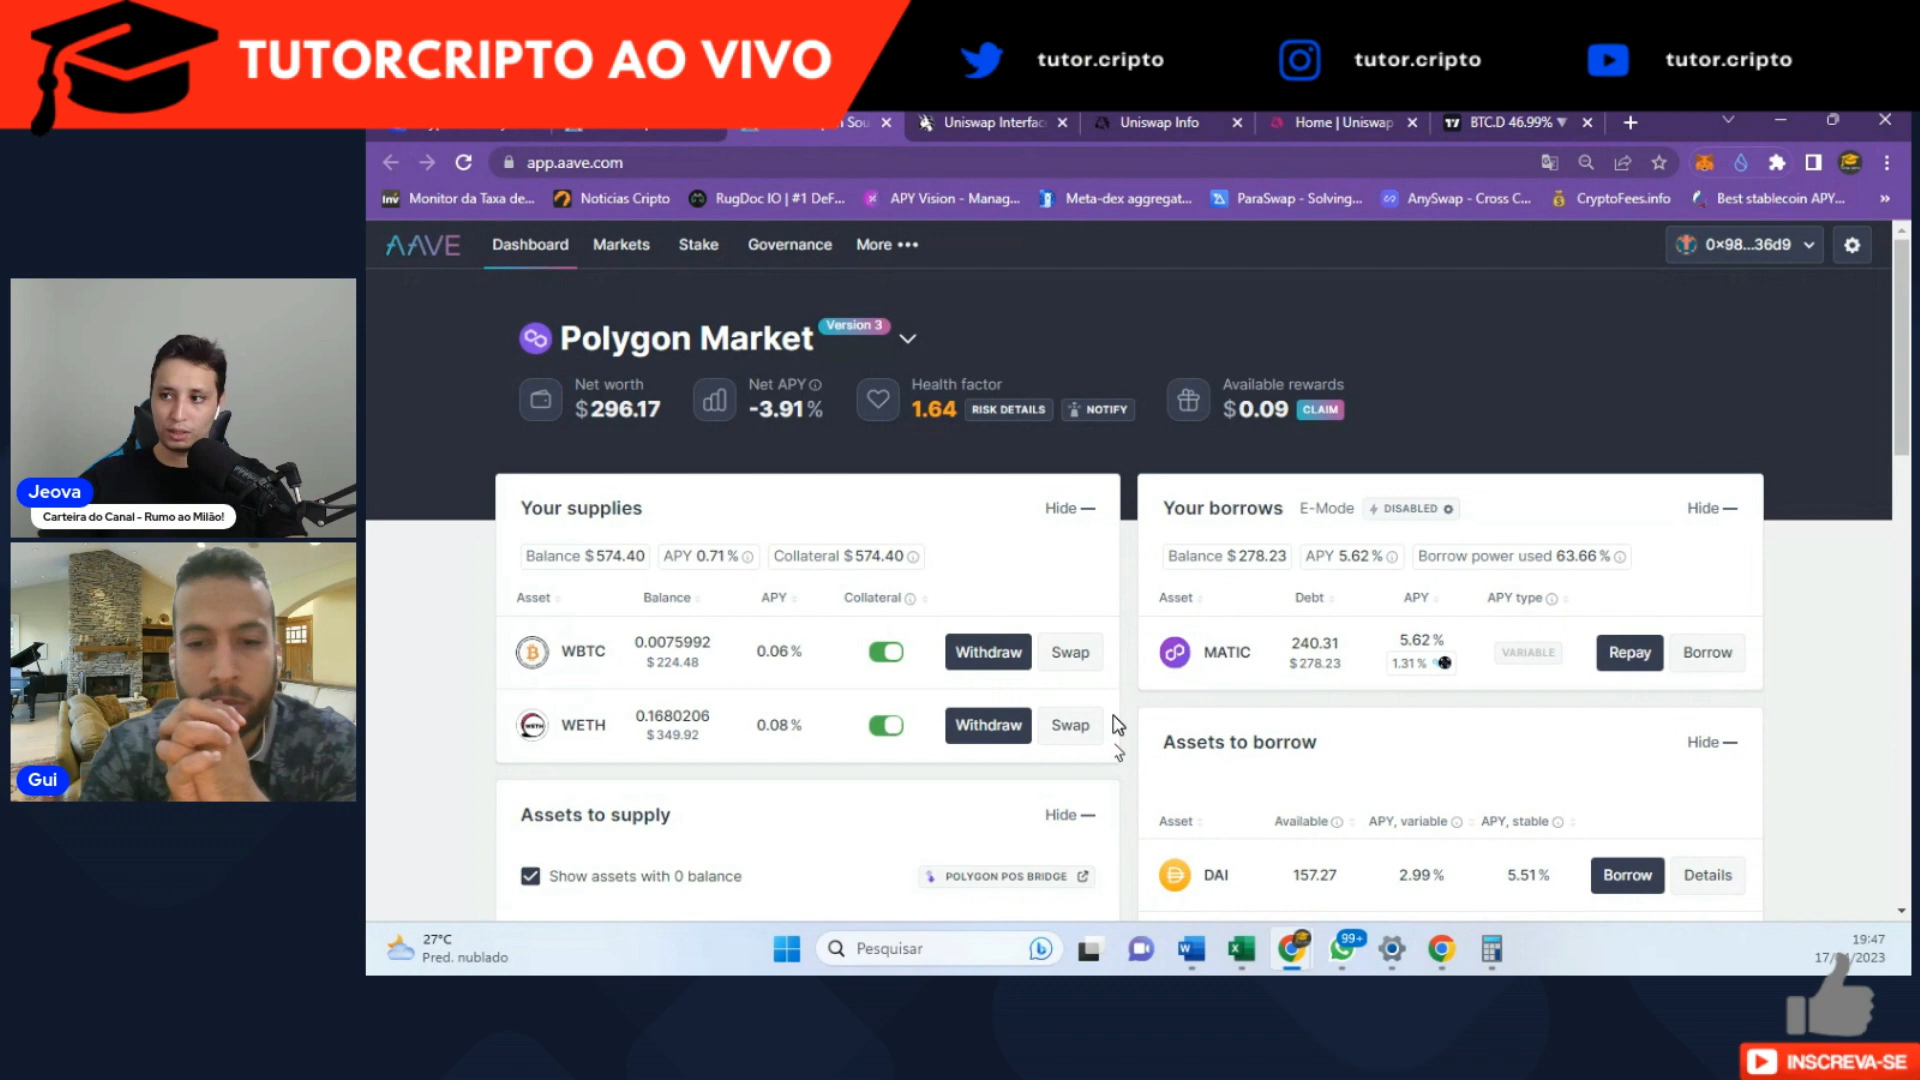 TUTORCRIPTO AO VIVO
tutor.cripto
tutor.cripto
tutor.cripto
Uniswap Interfac
Uniswap Info
Home | Uniswap
BTC.D 46.99% ▼
app.aave.com
Monitor da Taxa de...
Noticias Cripto
RugDoc IO | #1 DeF...
APY Vision - Manag...
Meta-dex aggregat...
ParaSwap - Solving...
AnySwap - Cross C...
CryptoFees.info
Best stablecoin APY...
»
AAVE
Dashboard
Markets
Stake
Governance
More •••
0×98...36d9
Polygon Market
Version 3
Net worth
$296.17
Net APY
-3.91%
Health factor
1.64
RISK DETAILS
NOTIFY
Available rewards
$0.09
CLAIM
Your supplies
Hide —
Balance $574.40
APY 0.71%
Collateral $574.40
Asset
Balance
APY
Collateral
WBTC
0.0075992
$224.48
0.06%
Withdraw
Swap
WETH
WETH
0.1680206
$349.92
0.08%
Withdraw
Swap
Assets to supply
Hide —
Show assets with 0 balance
POLYGON POS BRIDGE
Your borrows
E-Mode
DISABLED
Hide —
Balance $278.23
APY 5.62%
Borrow power used 63.66%
Asset
Debt
APY
APY type
MATIC
240.31
$278.23
5.62%
1.31%
VARIABLE
Repay
Borrow
Assets to borrow
Hide —
Asset
Available
APY, variable
APY, stable
DAI
157.27
2.99%
5.51%
Borrow
Details
Jeova
Carteira do Canal - Rumo ao Milão!
Gui
27°C
Pred. nublado
Pesquisar
99+
19:47
INSCREVA-SE